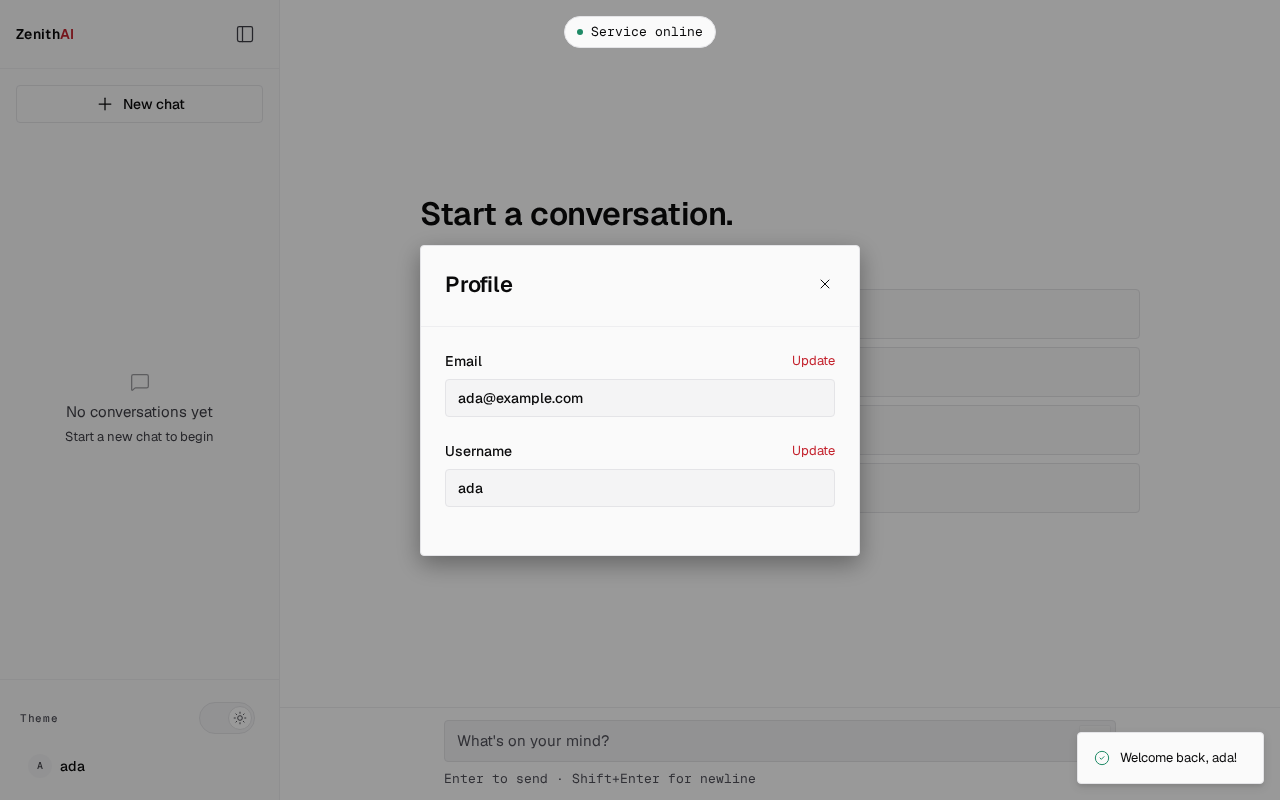 ZenithAI
Service online
New chat
Start a conversation.
Profile
Email
Update
ada@example.com
Username
Update
ada
No conversations yet
Start a new chat to begin
Theme
A
ada
What's on your mind?
Enter to send · Shift+Enter for newline
Welcome back, ada!